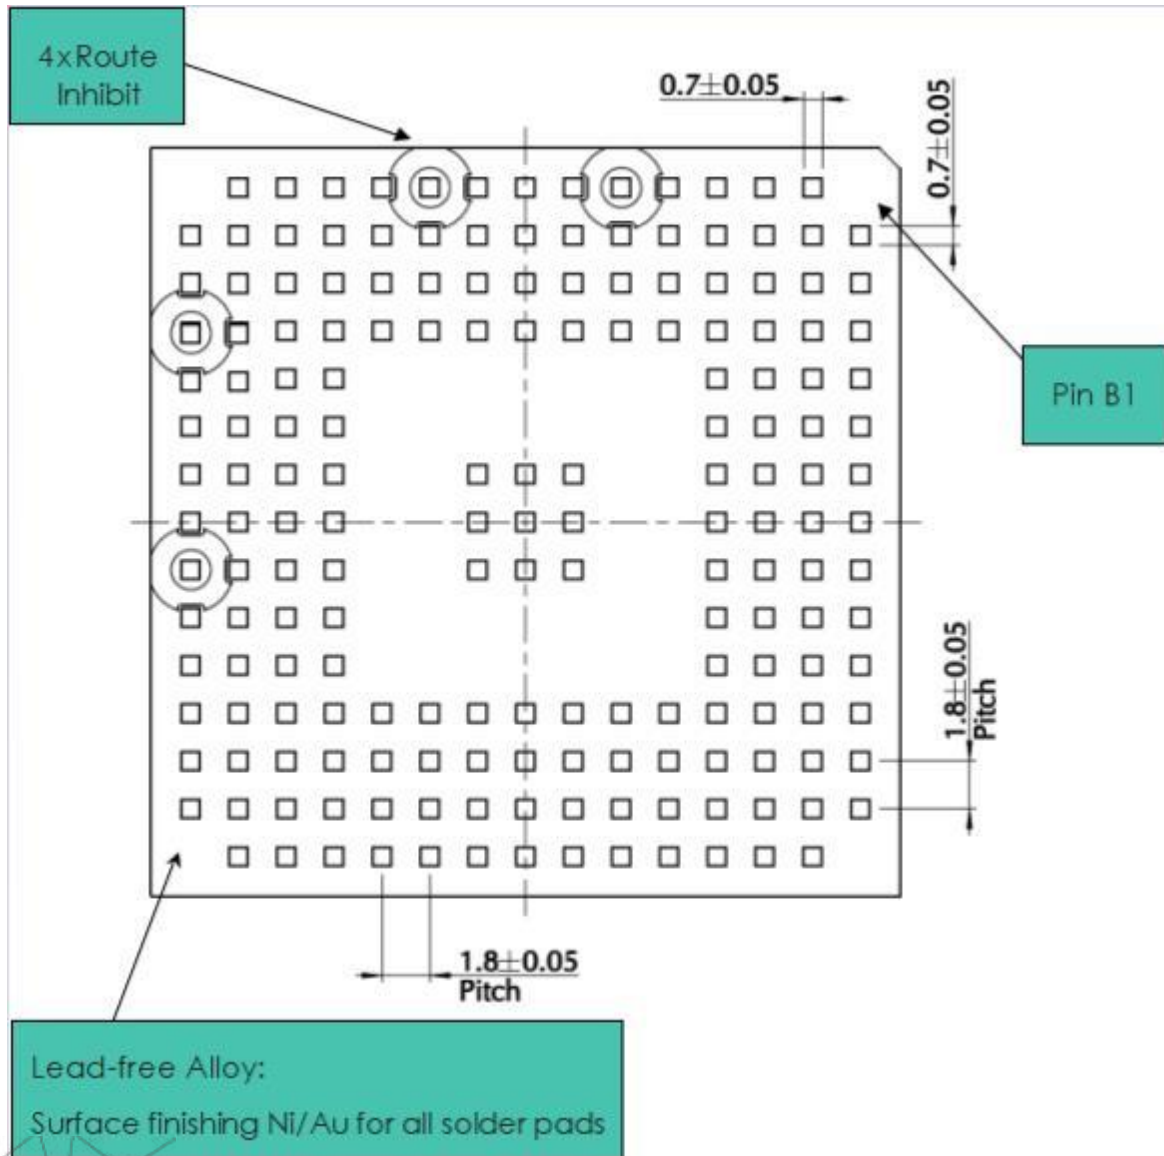 4xRoute
Inhibit
0.7±0.05
0.7±0.05
Pin B1
1.8±0.05
Pitch
1.8±0.05
Pitch
Lead-free Alloy:
Surface finishing Ni/Au for all solder pads